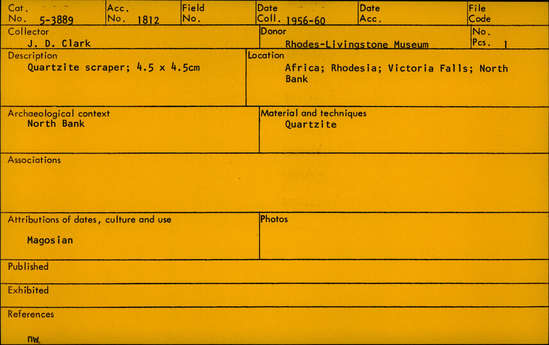 Cat. Acc. Field Date Date File
No. 5-3889 No. 1812 No. Coll. 1956-60 Acc. Code
Collector Donor No.
J. D. Clark Rhodes-Livingstone Museum Pcs. 1
Description Location
Quartzite scraper; 4.5 x 4.5cm Africa; Rhodesia; Victoria Falls; North
Bank
Archaeological context Material and techniques
North Bank Quartzite
Associations
Attributions of dates, culture and use Photos
Magosian
Published
Exhibited
References
nw.